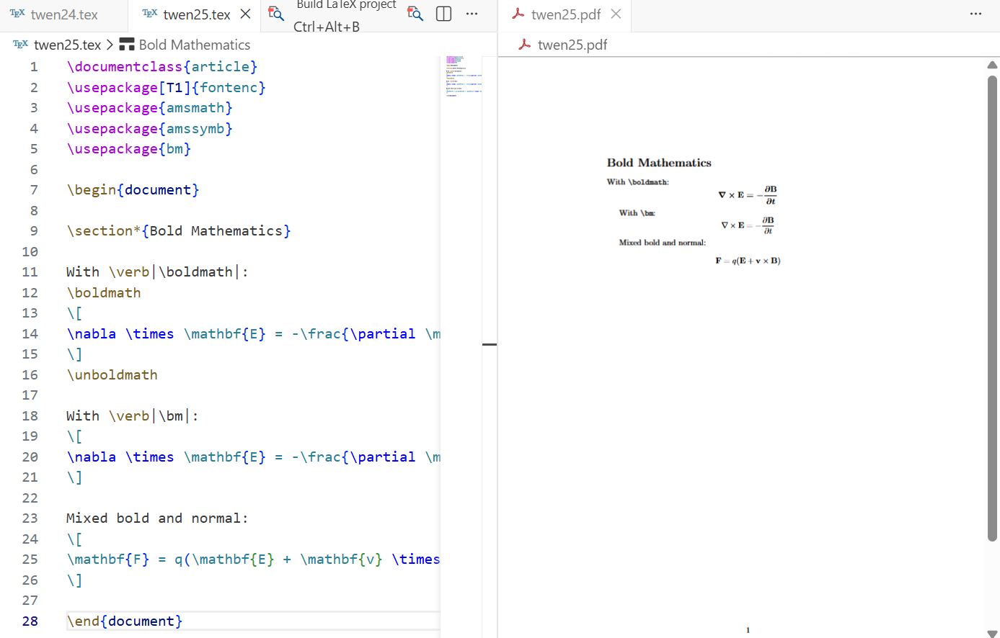 TEX twen24.tex
TEX twen25.tex
Build LaTeX project
Ctrl+Alt+B
twen25.pdf
TEX twen25.tex > Bold Mathematics
twen25.pdf
1 \documentclass{article}
2 \usepackage[T1]{fontenc}
3 \usepackage{amsmath}
4 \usepackage{amssymb}
5 \usepackage{bm}
6
7 \begin{document}
8
9 \section*{Bold Mathematics}
10
11 With \verb|\boldmath|:
12 \boldmath
13 \[
14 \nabla \times \mathbf{E} = -\frac{\partial \m
15 \]
16 \unboldmath
17
18 With \verb|\bm|:
19 \[
20 \nabla \times \mathbf{E} = -\frac{\partial \m
21 \]
22
23 Mixed bold and normal:
24 \[
25 \mathbf{F} = q(\mathbf{E} + \mathbf{v} \times
26 \]
27
28 \end{document}
Bold Mathematics
With \boldmath:
∇ × E = −∂B/∂t
With \bm:
∇ × E = −∂B/∂t
Mixed bold and normal:
F = q(E + v × B)
1